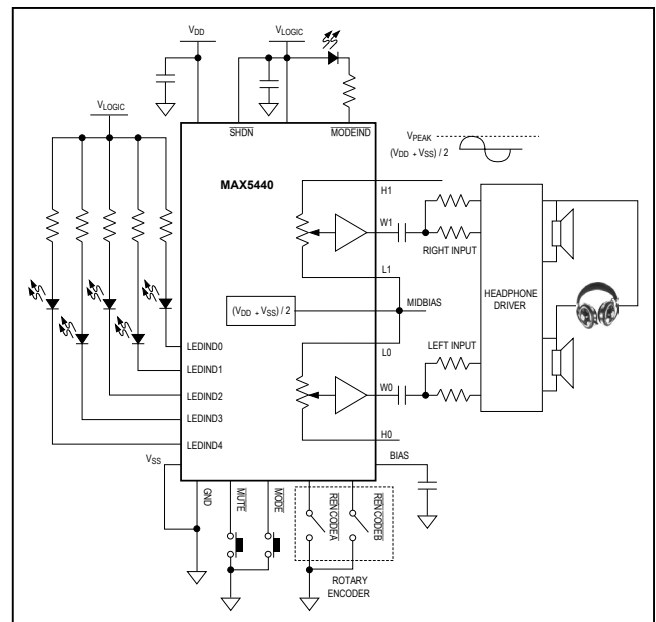 VDD
VLOGIC
VLOGIC
SHDN
MODEIND
VPEAK
(VDD + VSS) / 2
MAX5440
H1
W1
RIGHT INPUT
L1
(VDD + VSS) / 2
MIDBIAS
HEADPHONE
DRIVER
L0
LEFT INPUT
W0
H0
BIAS
LEDIND0
LEDIND1
LEDIND2
LEDIND3
LEDIND4
VSS
GND
MUTE
MODE
RENCODEA
RENCODEB
ROTARY
ENCODER